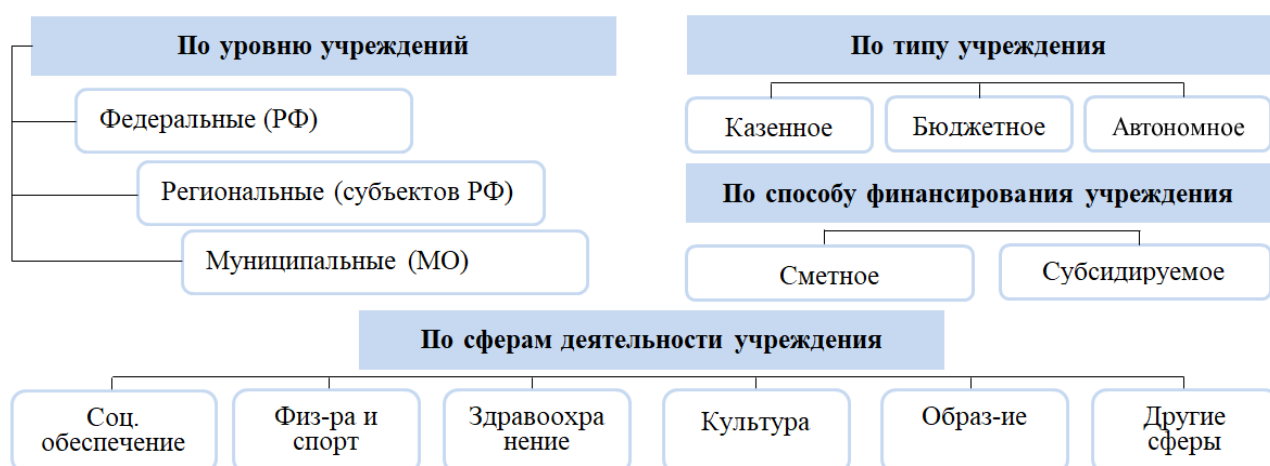 По уровню учреждений
Федеральные (РФ)
Региональные (субъектов РФ)
Муниципальные (МО)
По типу учреждения
Казенное
Бюджетное
Автономное
По способу финансирования учреждения
Сметное
Субсидируемое
По сферам деятельности учреждения
Соц.
обеспечение
Физ-ра и
спорт
Здравоохра
нение
Культура
Образ-ие
Другие
сферы